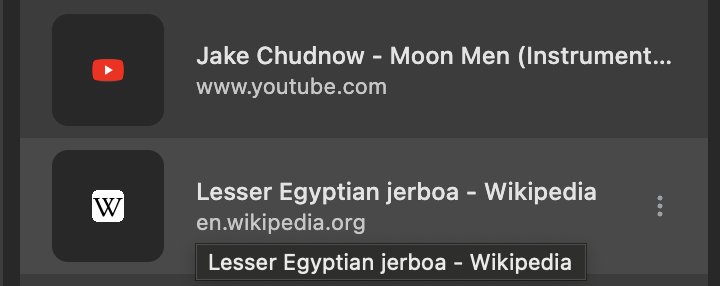 Jake Chudnow - Moon Men (Instrument...
www.youtube.com
W
Lesser Egyptian jerboa - Wikipedia
en.wikipedia.org
Lesser Egyptian jerboa - Wikipedia